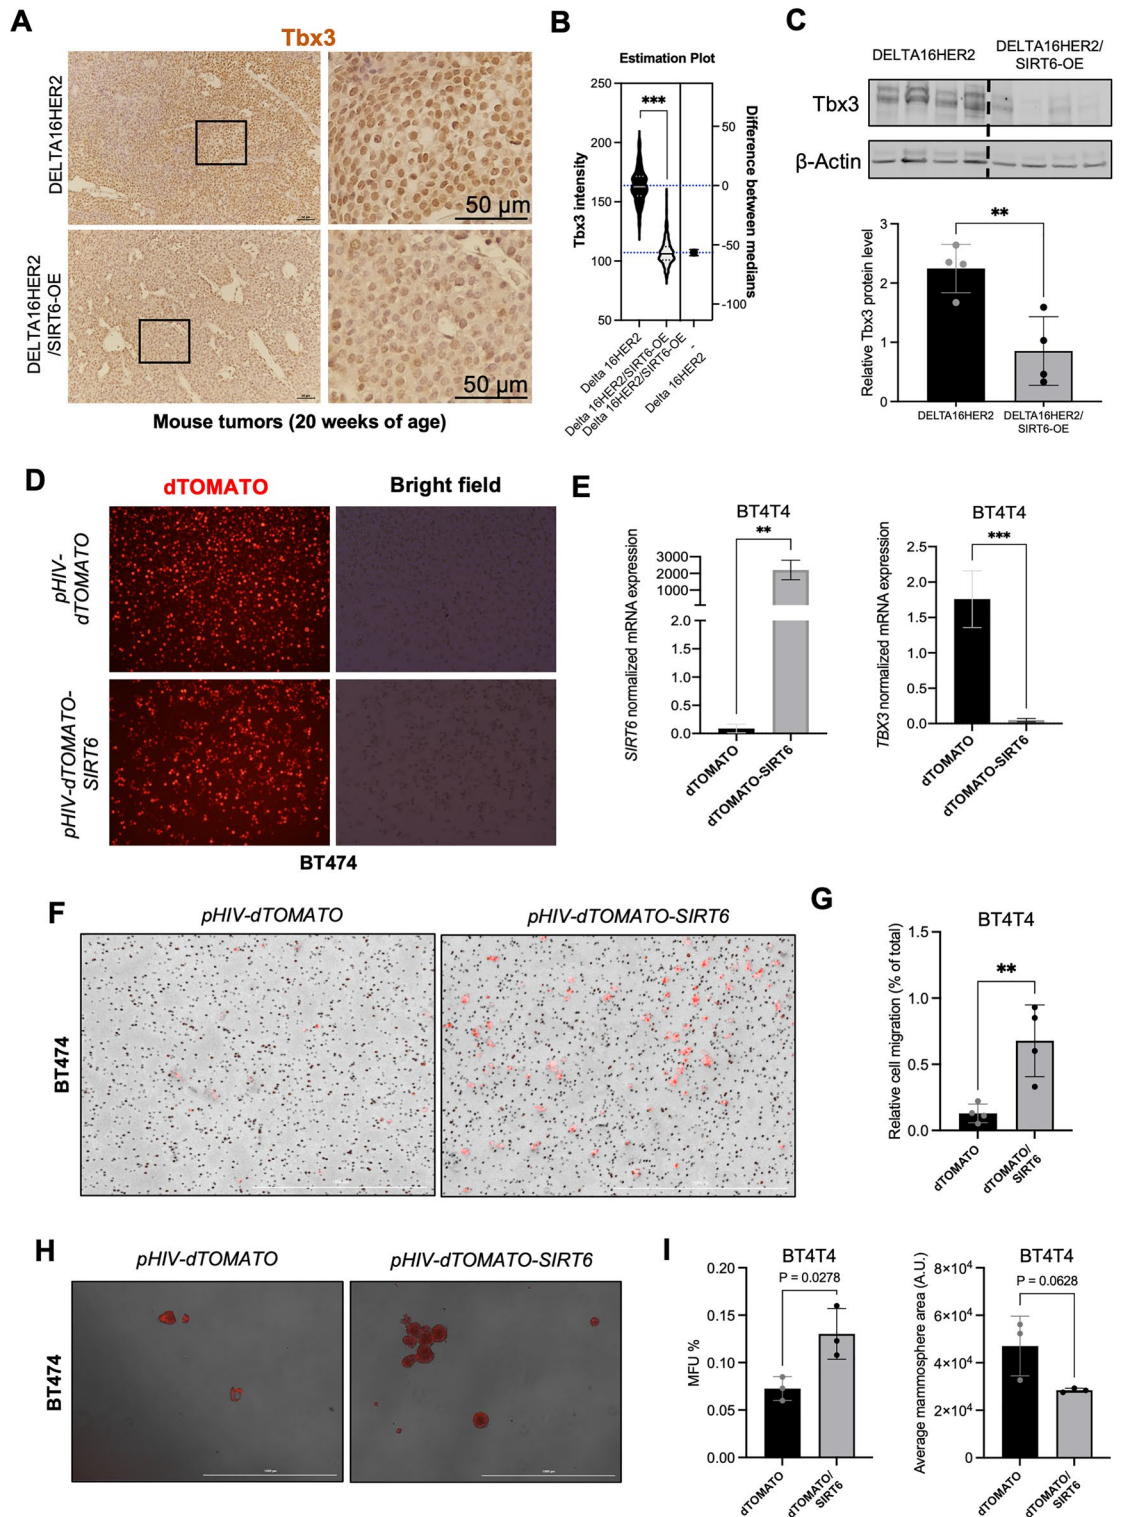 A
Tbx3
DELTA16HER2
50 µm
DELTA16HER2
/SIRT6-OE
50 µm
Mouse tumors (20 weeks of age)
B
Estimation Plot
***
Tbx3 intensity
250
200
150
100
50
50
0
-50
-100
Difference between medians
Delta 16HER2
Delta 16HER2/SIRT6-OE
Delta 16HER2/SIRT6-OE
-
Delta 16HER2
C
DELTA16HER2
DELTA16HER2/
SIRT6-OE
Tbx3
β-Actin
**
Relative Tbx3 protein level
3
2
1
0
DELTA16HER2
DELTA16HER2/
SIRT6-OE
D
dTOMATO
Bright field
pHIV-
dTOMATO
pHIV-dTOMATO-
SIRT6
BT474
E
BT4T4
**
SIRT6 normalized mRNA expression
3000
2000
1000
2.0
1.5
1.0
0.5
0.0
dTOMATO
dTOMATO-SIRT6
BT4T4
***
TBX3 normalized mRNA expression
2.5
2.0
1.5
1.0
0.5
0.0
dTOMATO
dTOMATO-SIRT6
F
pHIV-dTOMATO
pHIV-dTOMATO-SIRT6
BT474
G
BT4T4
**
Relative cell migration (% of total)
1.5
1.0
0.5
0.0
dTOMATO
dTOMATO/
SIRT6
H
pHIV-dTOMATO
pHIV-dTOMATO-SIRT6
BT474
I
BT4T4
P = 0.0278
MFU %
0.20
0.15
0.10
0.05
0.00
dTOMATO
dTOMATO/
SIRT6
BT4T4
P = 0.0628
Average mammosphere area (A.U.)
8×10⁴
6×10⁴
4×10⁴
2×10⁴
0
dTOMATO
dTOMATO/
SIRT6